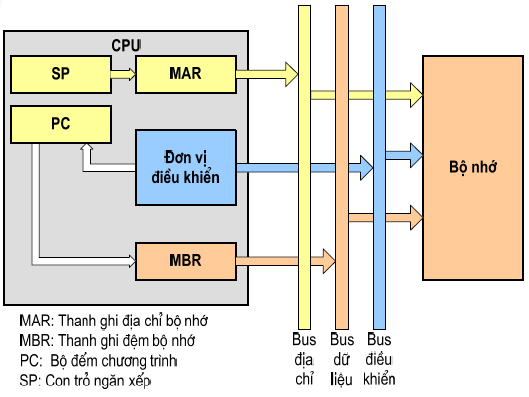 CPU
SP
MAR
PC
Đơn vị
điều khiển
MBR
Bộ nhớ
MAR: Thanh ghi địa chỉ bộ nhớ
MBR: Thanh ghi đệm bộ nhớ
PC: Bộ đếm chương trình
SP: Con trỏ ngăn xếp
Bus
địa
chỉ
Bus
dữ
liệu
Bus
điều
khiển